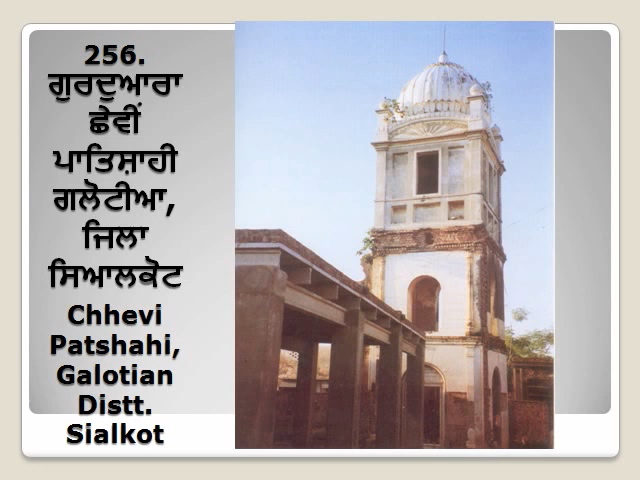 256.
ਗੁਰਦੁਆਰਾ
ਛੇਵੀਂ
ਪਾਤਿਸ਼ਾਹੀ
ਗਲੋਟੀਆ,
ਜਿਲਾ
ਸਿਆਲਕੋਟ
Chhevi
Patshahi,
Galotian
Distt.
Sialkot